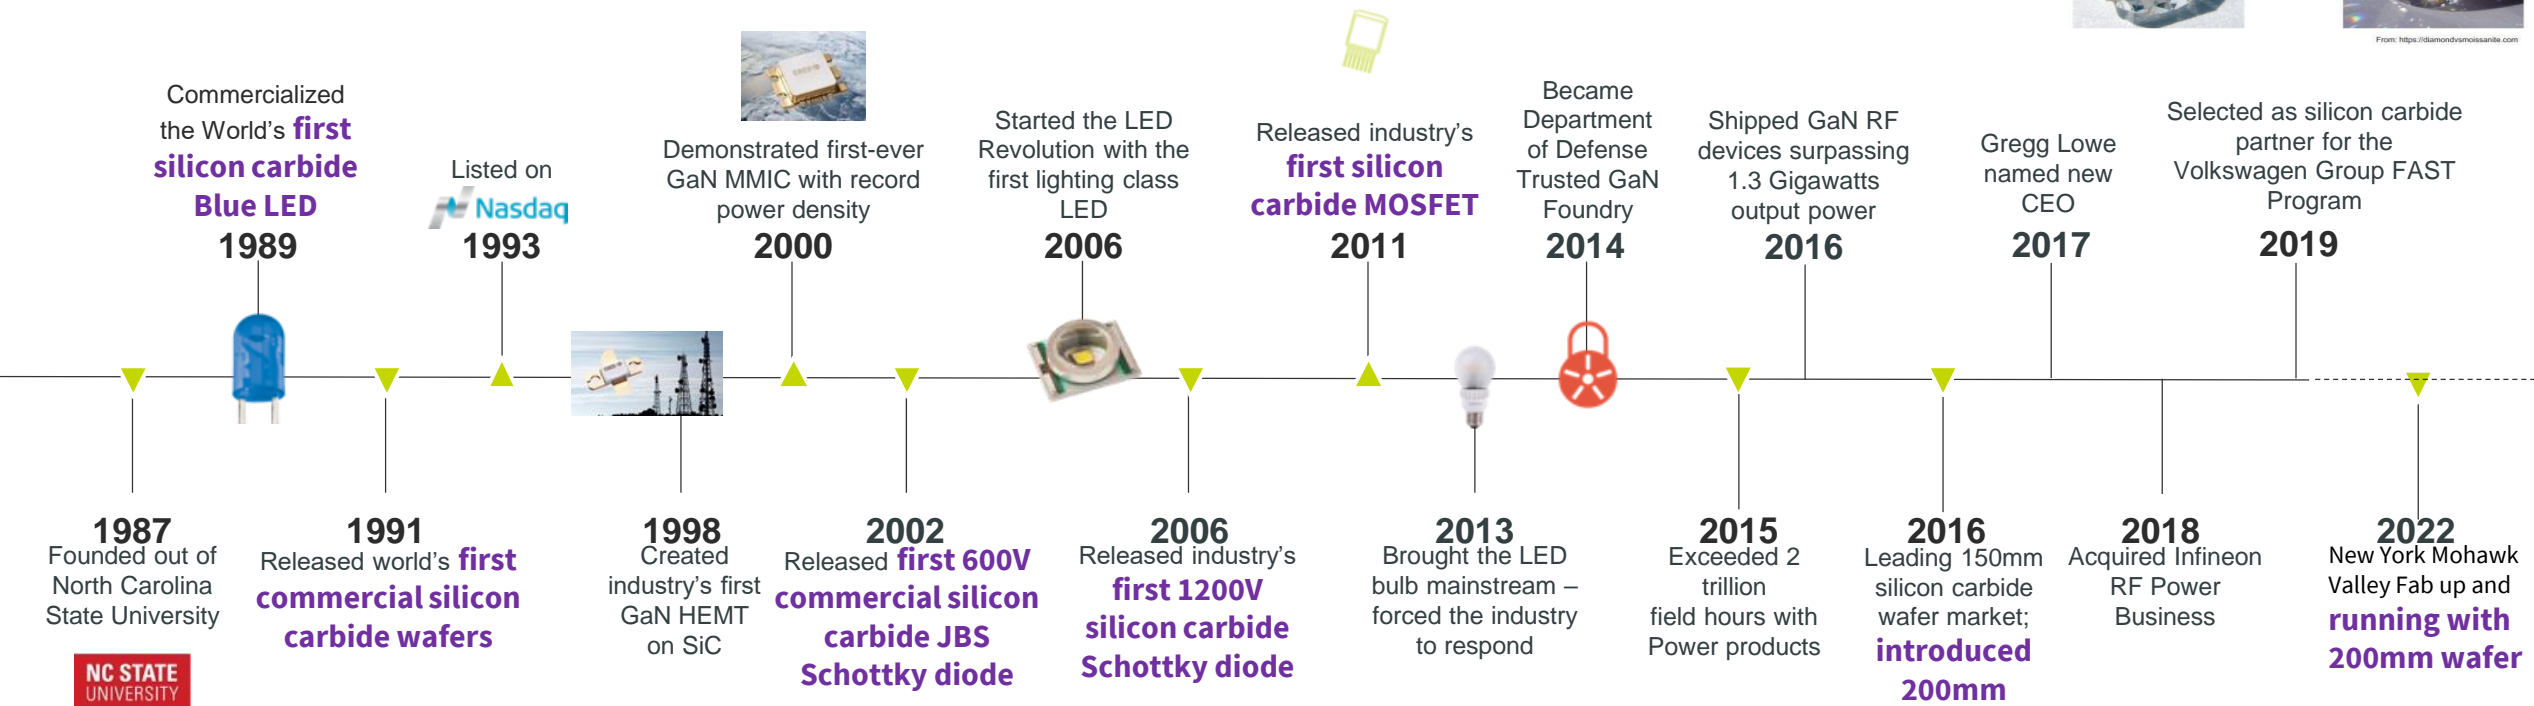 From: https://diamondvsmoissanite.com
Commercialized
the World's first
silicon carbide
Blue LED
1989
Listed on
Nasdaq
1993
Demonstrated first-ever
GaN MMIC with record
power density
2000
Started the LED
Revolution with the
first lighting class
LED
2006
Released industry's
first silicon
carbide MOSFET
2011
Became
Department
of Defense
Trusted GaN
Foundry
2014
Shipped GaN RF
devices surpassing
1.3 Gigawatts
output power
2016
Gregg Lowe
named new
CEO
2017
Selected as silicon carbide
partner for the
Volkswagen Group FAST
Program
2019
1987
Founded out of
North Carolina
State University
NC STATE
UNIVERSITY
1991
Released world's first
commercial silicon
carbide wafers
1998
Created
industry's first
GaN HEMT
on SiC
2002
Released first 600V
commercial silicon
carbide JBS
Schottky diode
2006
Released industry's
first 1200V
silicon carbide
Schottky diode
2013
Brought the LED
bulb mainstream –
forced the industry
to respond
2015
Exceeded 2
trillion
field hours with
Power products
2016
Leading 150mm
silicon carbide
wafer market;
introduced
200mm
2018
Acquired Infineon
RF Power
Business
2022
New York Mohawk
Valley Fab up and
running with
200mm wafer